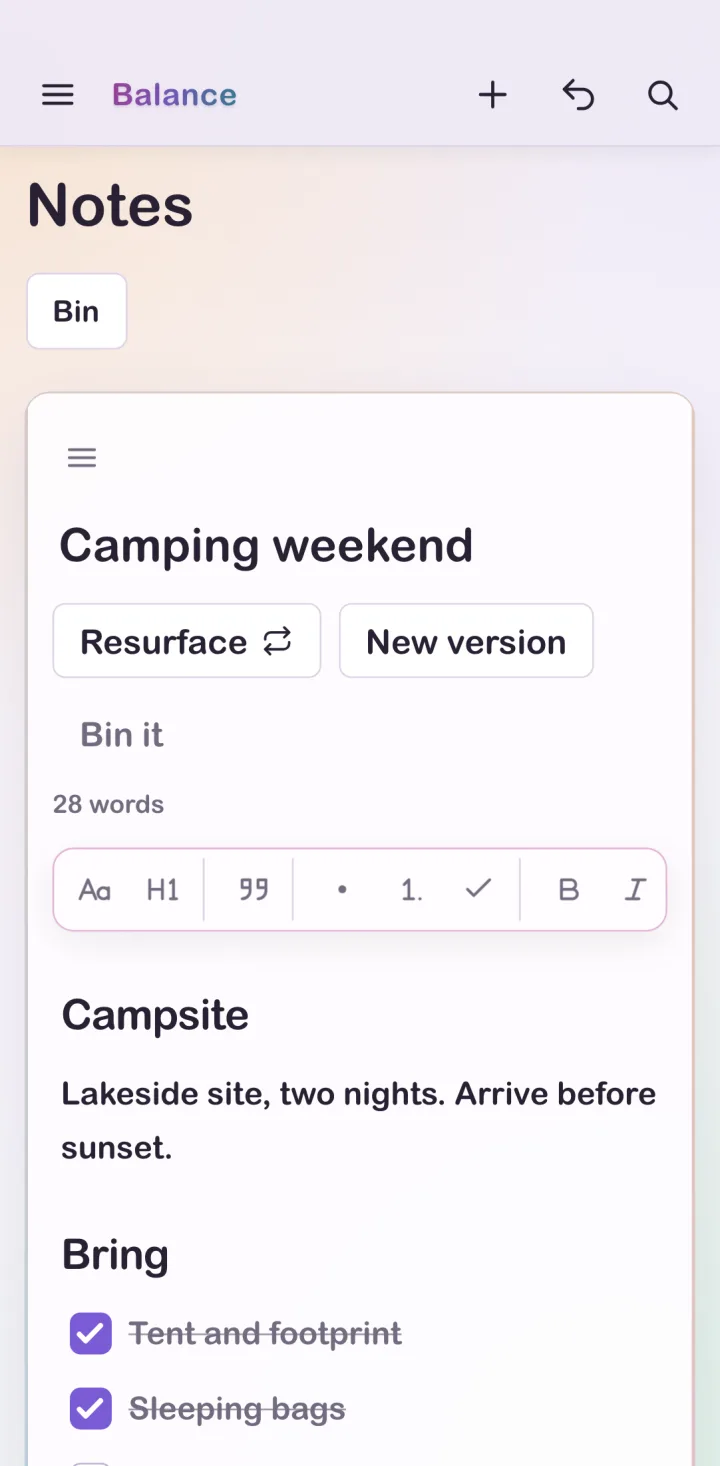 Balance
Notes
Bin
Camping weekend
Resurface
New version
Bin it
28 words
Aa H1 99 • 1. B I
Campsite
Lakeside site, two nights. Arrive before
sunset.
Bring
Tent and footprint
Sleeping bags